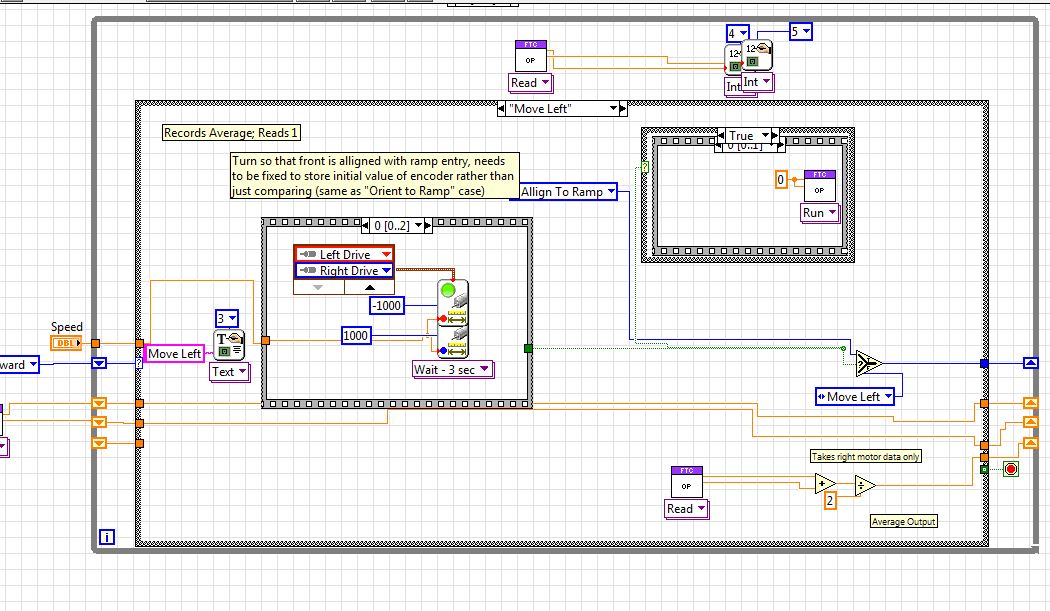 4
5
FTC
OP
Read
12
12
Int
Int
"Move Left"
Records Average; Reads 1
True
0 [0..1]
Turn so that front is alligned with ramp entry, needs
to be fixed to store initial value of encoder rather than
just comparing (same as "Orient to Ramp" case)
Allign To Ramp
?
0
FTC
OP
Run
0 [0..2]
Left Drive
Right Drive
-1000
1000
Wait - 3 sec
Speed
DBL
3
Move Left
T
Text
ward
?
Move Left
Takes right motor data only
FTC
OP
Read
+
÷
2
Average Output
i